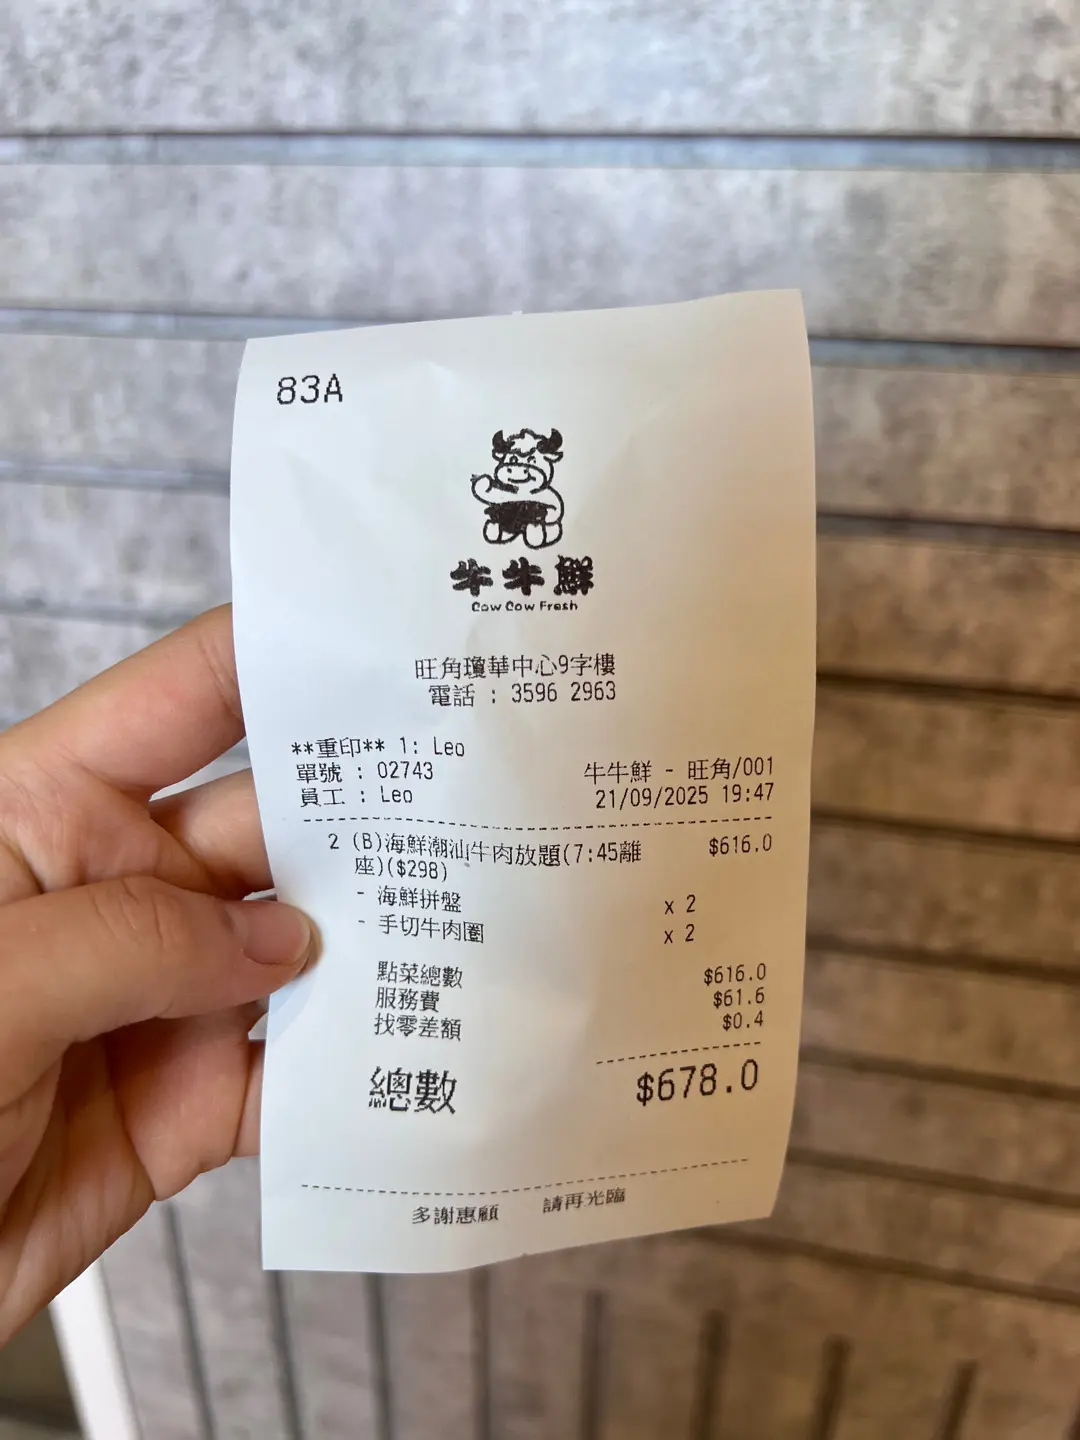 83A
牛牛鮮
Cow Cow Fresh
旺角瓊華中心9字樓
電話 : 3596 2963
**重印** 1: Leo
單號 : 02743
牛牛鮮 - 旺角/001
員工 : Leo
21/09/2025 19:47
2 (B)海鮮潮汕牛肉放題(7:45離 $616.0
座)($298)
- 海鮮拼盤 x 2
- 手切牛肉圈 x 2
點菜總數 $616.0
服務費 $61.6
找零差額 $0.4
總數 $678.0
多謝惠顧 請再光臨